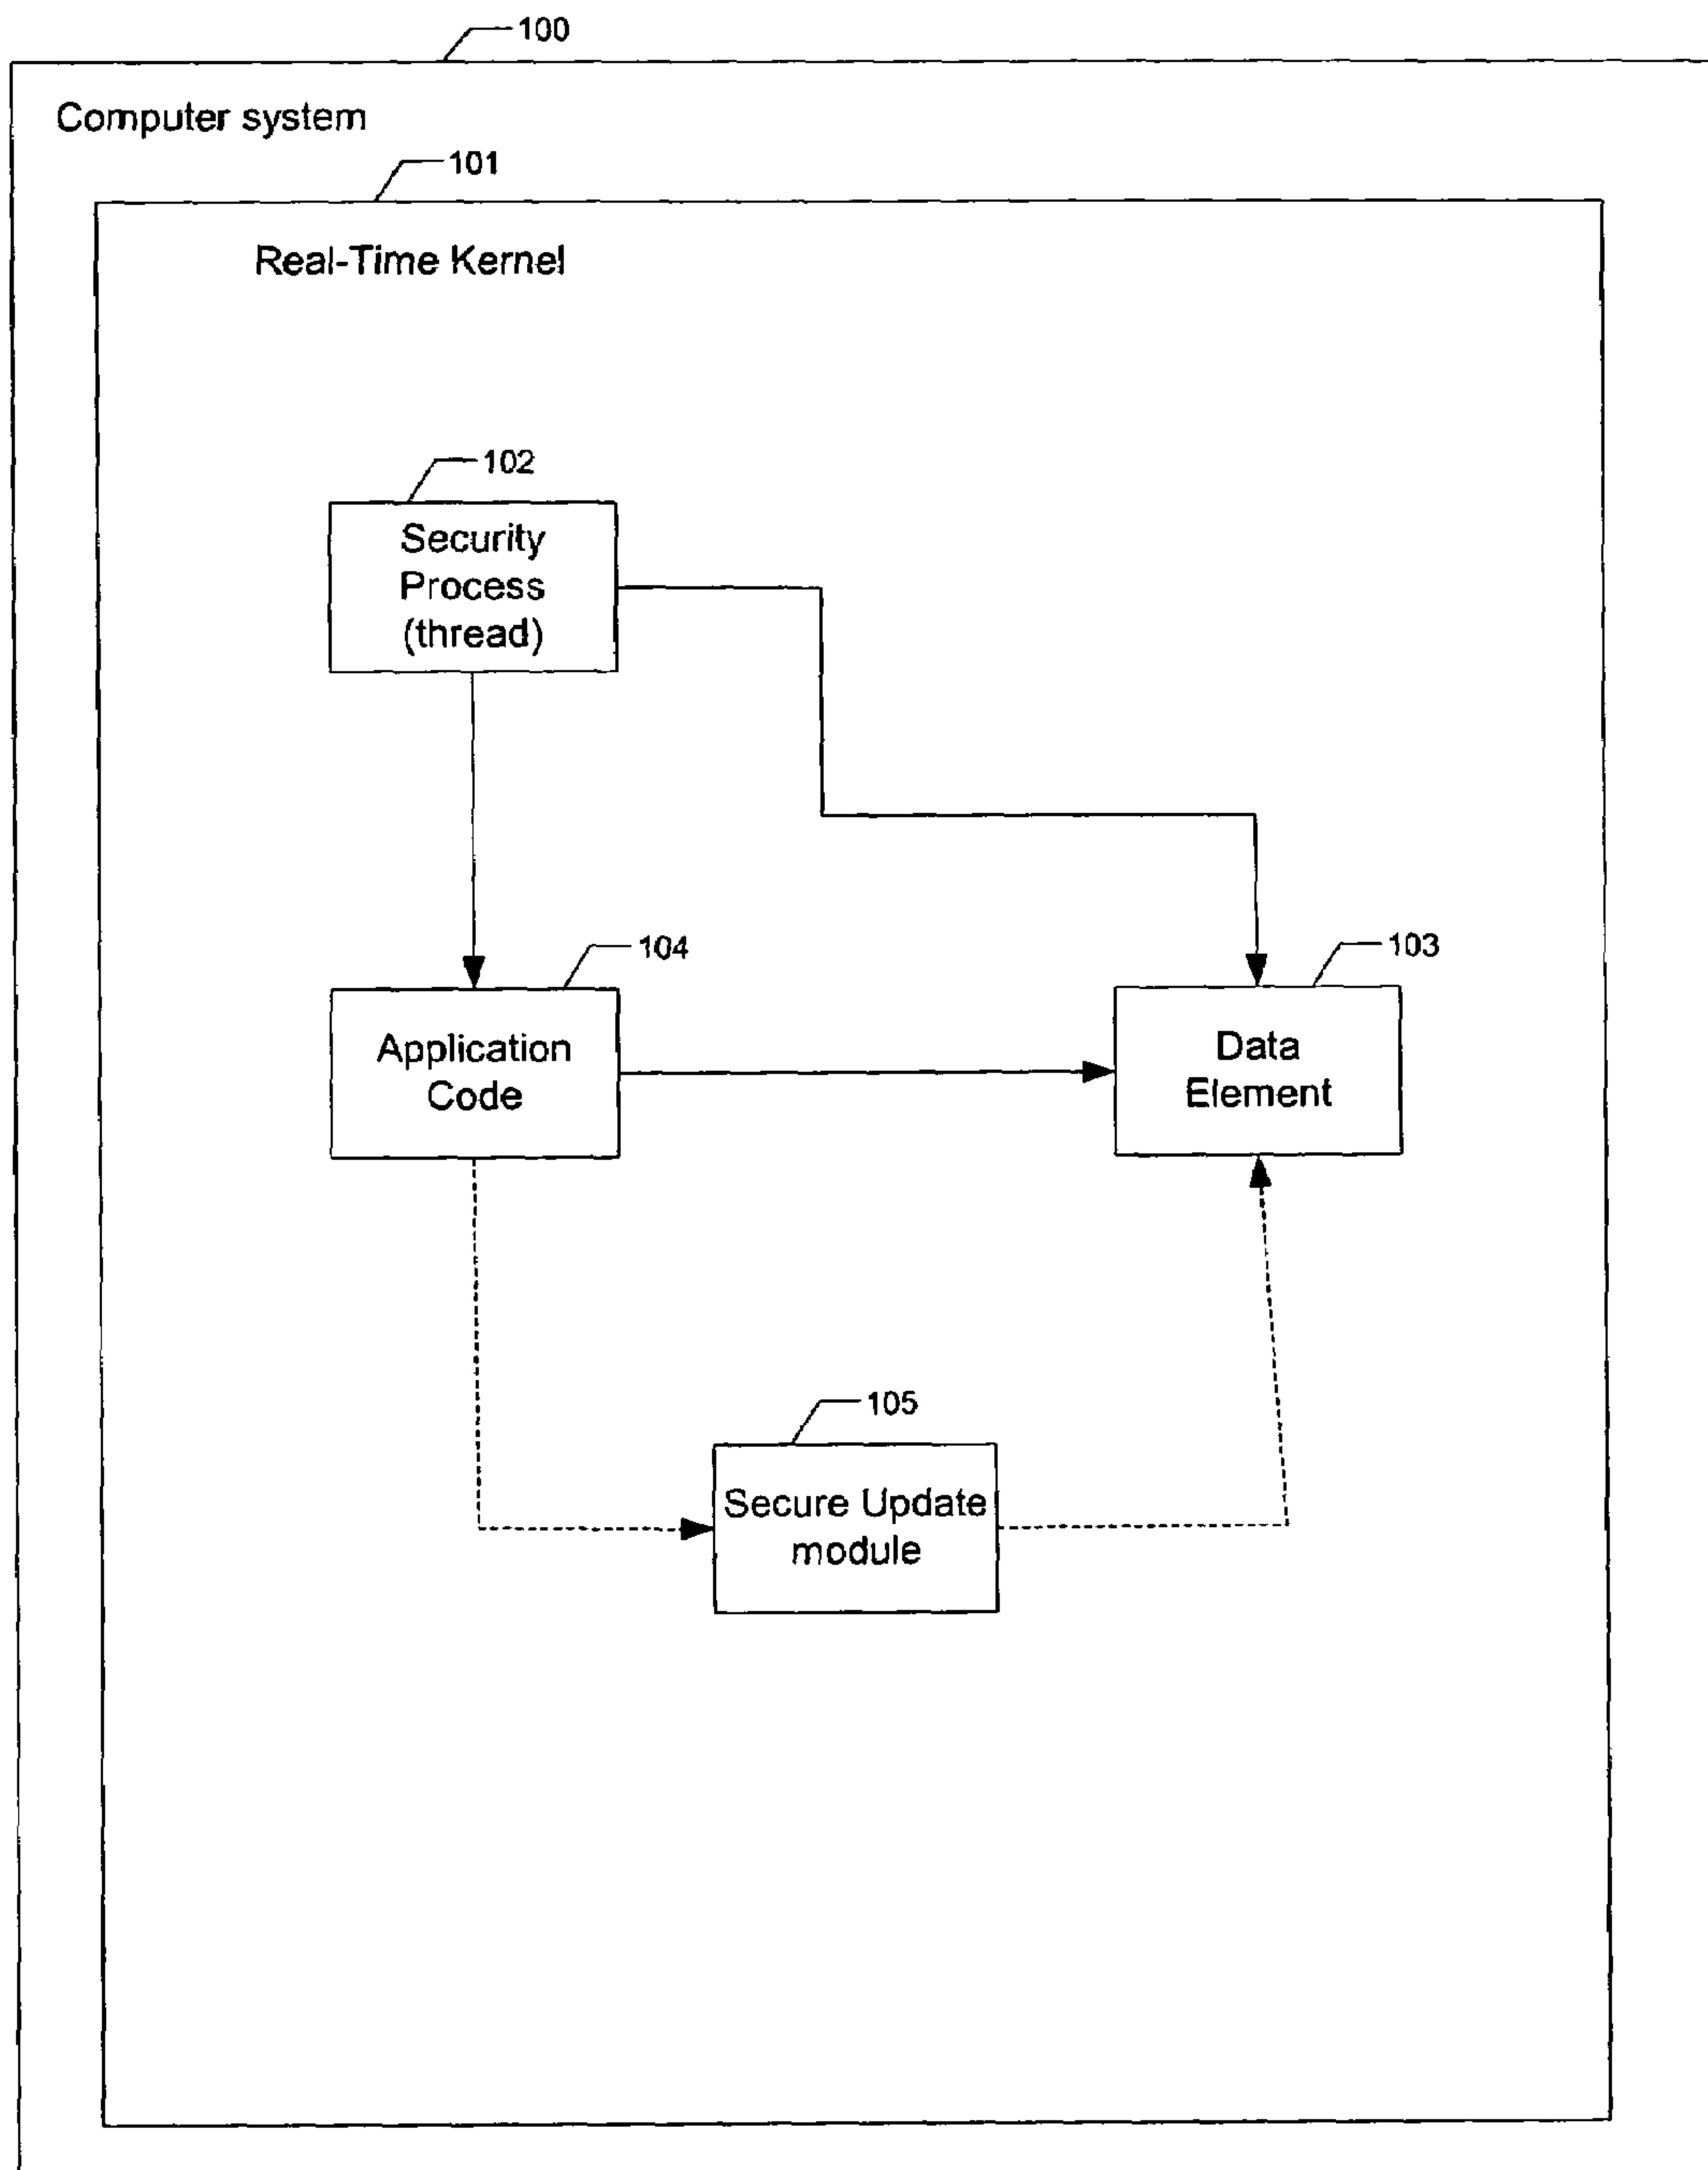 100
Computer system
101
Real-Time Kernel
102
Security
Process
(thread)
104
103
Application
Code
Data
Element
105
Secure Update
module